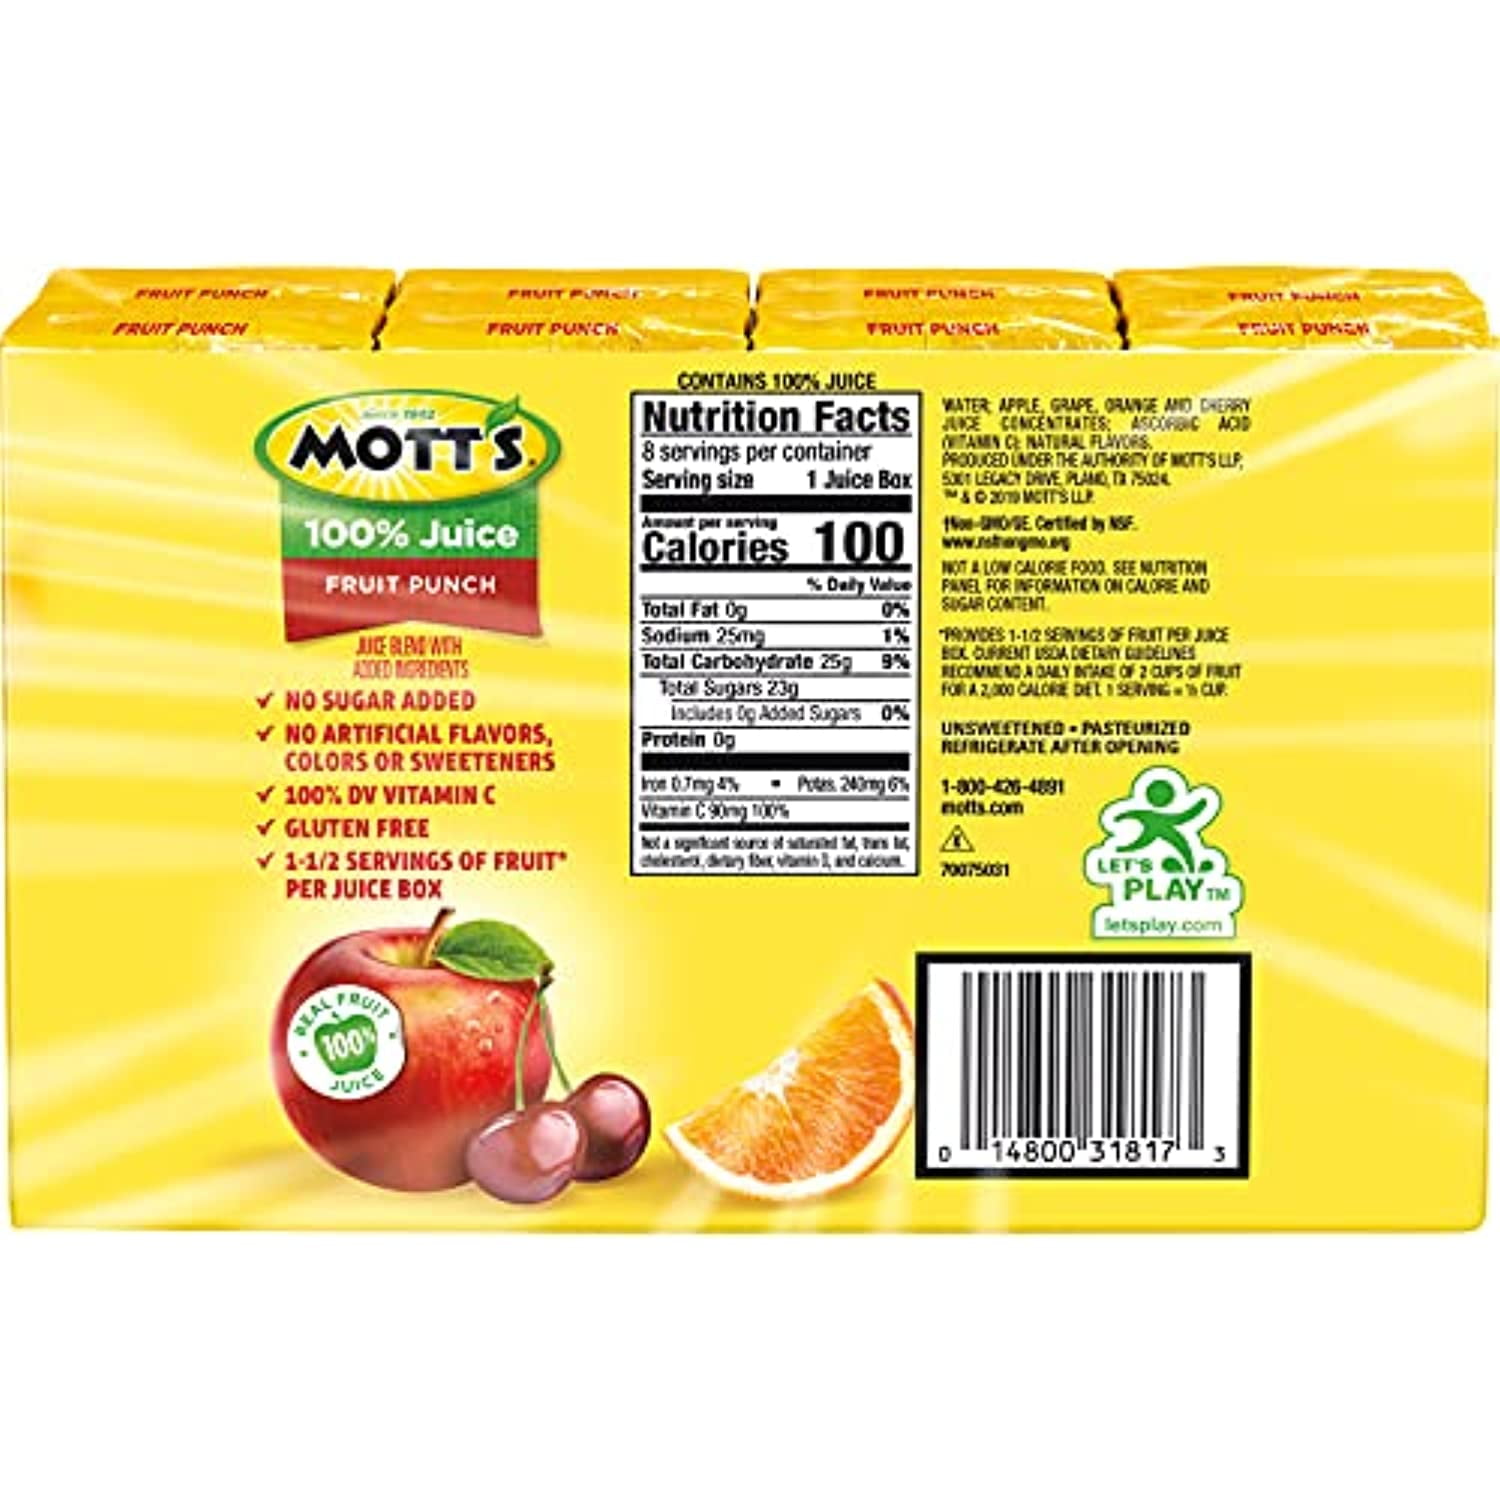 FRUIT PUNCH FRUIT PUNCH FRUIT PUNCH FRUIT PUNCH
FRUIT PUNCH FRUIT PUNCH FRUIT PUNCH FRUIT PUNCH
SINCE 1842
MOTT'S®
100% Juice
FRUIT PUNCH
JUICE BLEND WITH
ADDED INGREDIENTS
✓ NO SUGAR ADDED
✓ NO ARTIFICIAL FLAVORS,
COLORS OR SWEETENERS
✓ 100% DV VITAMIN C
✓ GLUTEN FREE
✓ 1-1/2 SERVINGS OF FRUIT*
PER JUICE BOX
REAL FRUIT
100%
JUICE
CONTAINS 100% JUICE
Nutrition Facts
8 servings per container
Serving size 1 Juice Box
Amount per serving
Calories 100
% Daily Value
Total Fat 0g 0%
Sodium 25mg 1%
Total Carbohydrate 25g 9%
Total Sugars 23g
Includes 0g Added Sugars 0%
Protein 0g
Iron 0.7mg 4% • Potas. 240mg 6%
Vitamin C 90mg 100%
Not a significant source of saturated fat, trans fat,
cholesterol, dietary fiber, vitamin D, and calcium.
WATER, APPLE, GRAPE, ORANGE AND CHERRY
JUICE CONCENTRATES; ASCORBIC ACID
(VITAMIN C); NATURAL FLAVORS.
PRODUCED UNDER THE AUTHORITY OF MOTT'S LLP,
5301 LEGACY DRIVE, PLANO, TX 75024.
™ & © 2019 MOTT'S LLP.
†Non-GMO/GE. Certified by NSF.
www.nsfnongmo.org
NOT A LOW CALORIE FOOD. SEE NUTRITION
PANEL FOR INFORMATION ON CALORIE AND
SUGAR CONTENT.
*PROVIDES 1-1/2 SERVINGS OF FRUIT PER JUICE
BOX. CURRENT USDA DIETARY GUIDELINES
RECOMMEND A DAILY INTAKE OF 2 CUPS OF FRUIT
FOR A 2,000 CALORIE DIET. 1 SERVING = ½ CUP.
UNSWEETENED • PASTEURIZED
REFRIGERATE AFTER OPENING
1-800-426-4891
motts.com
K
70075031
LET'S
PLAY™
letsplay.com
0 14800 31817 3